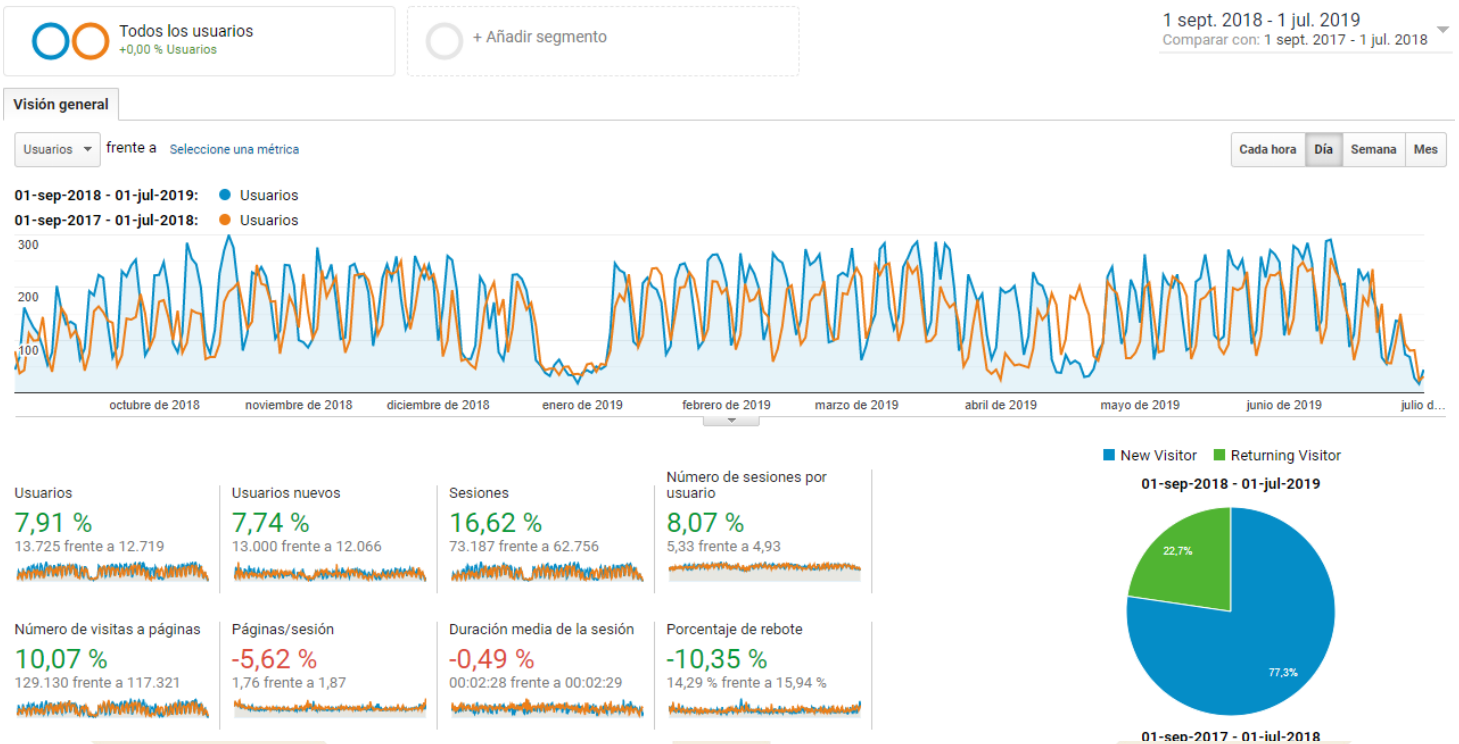 Todos los usuarios
+0,00 % Usuarios
+ Añadir segmento
1 sept. 2018 - 1 jul. 2019
Comparar con: 1 sept. 2017 - 1 jul. 2018
Visión general
Usuarios frente a Seleccione una métrica
Cada hora Día Semana Mes
01-sep-2018 - 01-jul-2019: Usuarios
01-sep-2017 - 01-jul-2018: Usuarios
300
200
100
octubre de 2018 noviembre de 2018 diciembre de 2018 enero de 2019 febrero de 2019 marzo de 2019 abril de 2019 mayo de 2019 junio de 2019 julio d...
Usuarios
7,91 %
13.725 frente a 12.719
Usuarios nuevos
7,74 %
13.000 frente a 12.066
Sesiones
16,62 %
73.187 frente a 62.756
Número de sesiones por
usuario
8,07 %
5,33 frente a 4,93
Número de visitas a páginas
10,07 %
129.130 frente a 117.321
Páginas/sesión
-5,62 %
1,76 frente a 1,87
Duración media de la sesión
-0,49 %
00:02:28 frente a 00:02:29
Porcentaje de rebote
-10,35 %
14,29 % frente a 15,94 %
New Visitor Returning Visitor
01-sep-2018 - 01-jul-2019
22,7%
77,3%
01-sep-2017 - 01-jul-2018